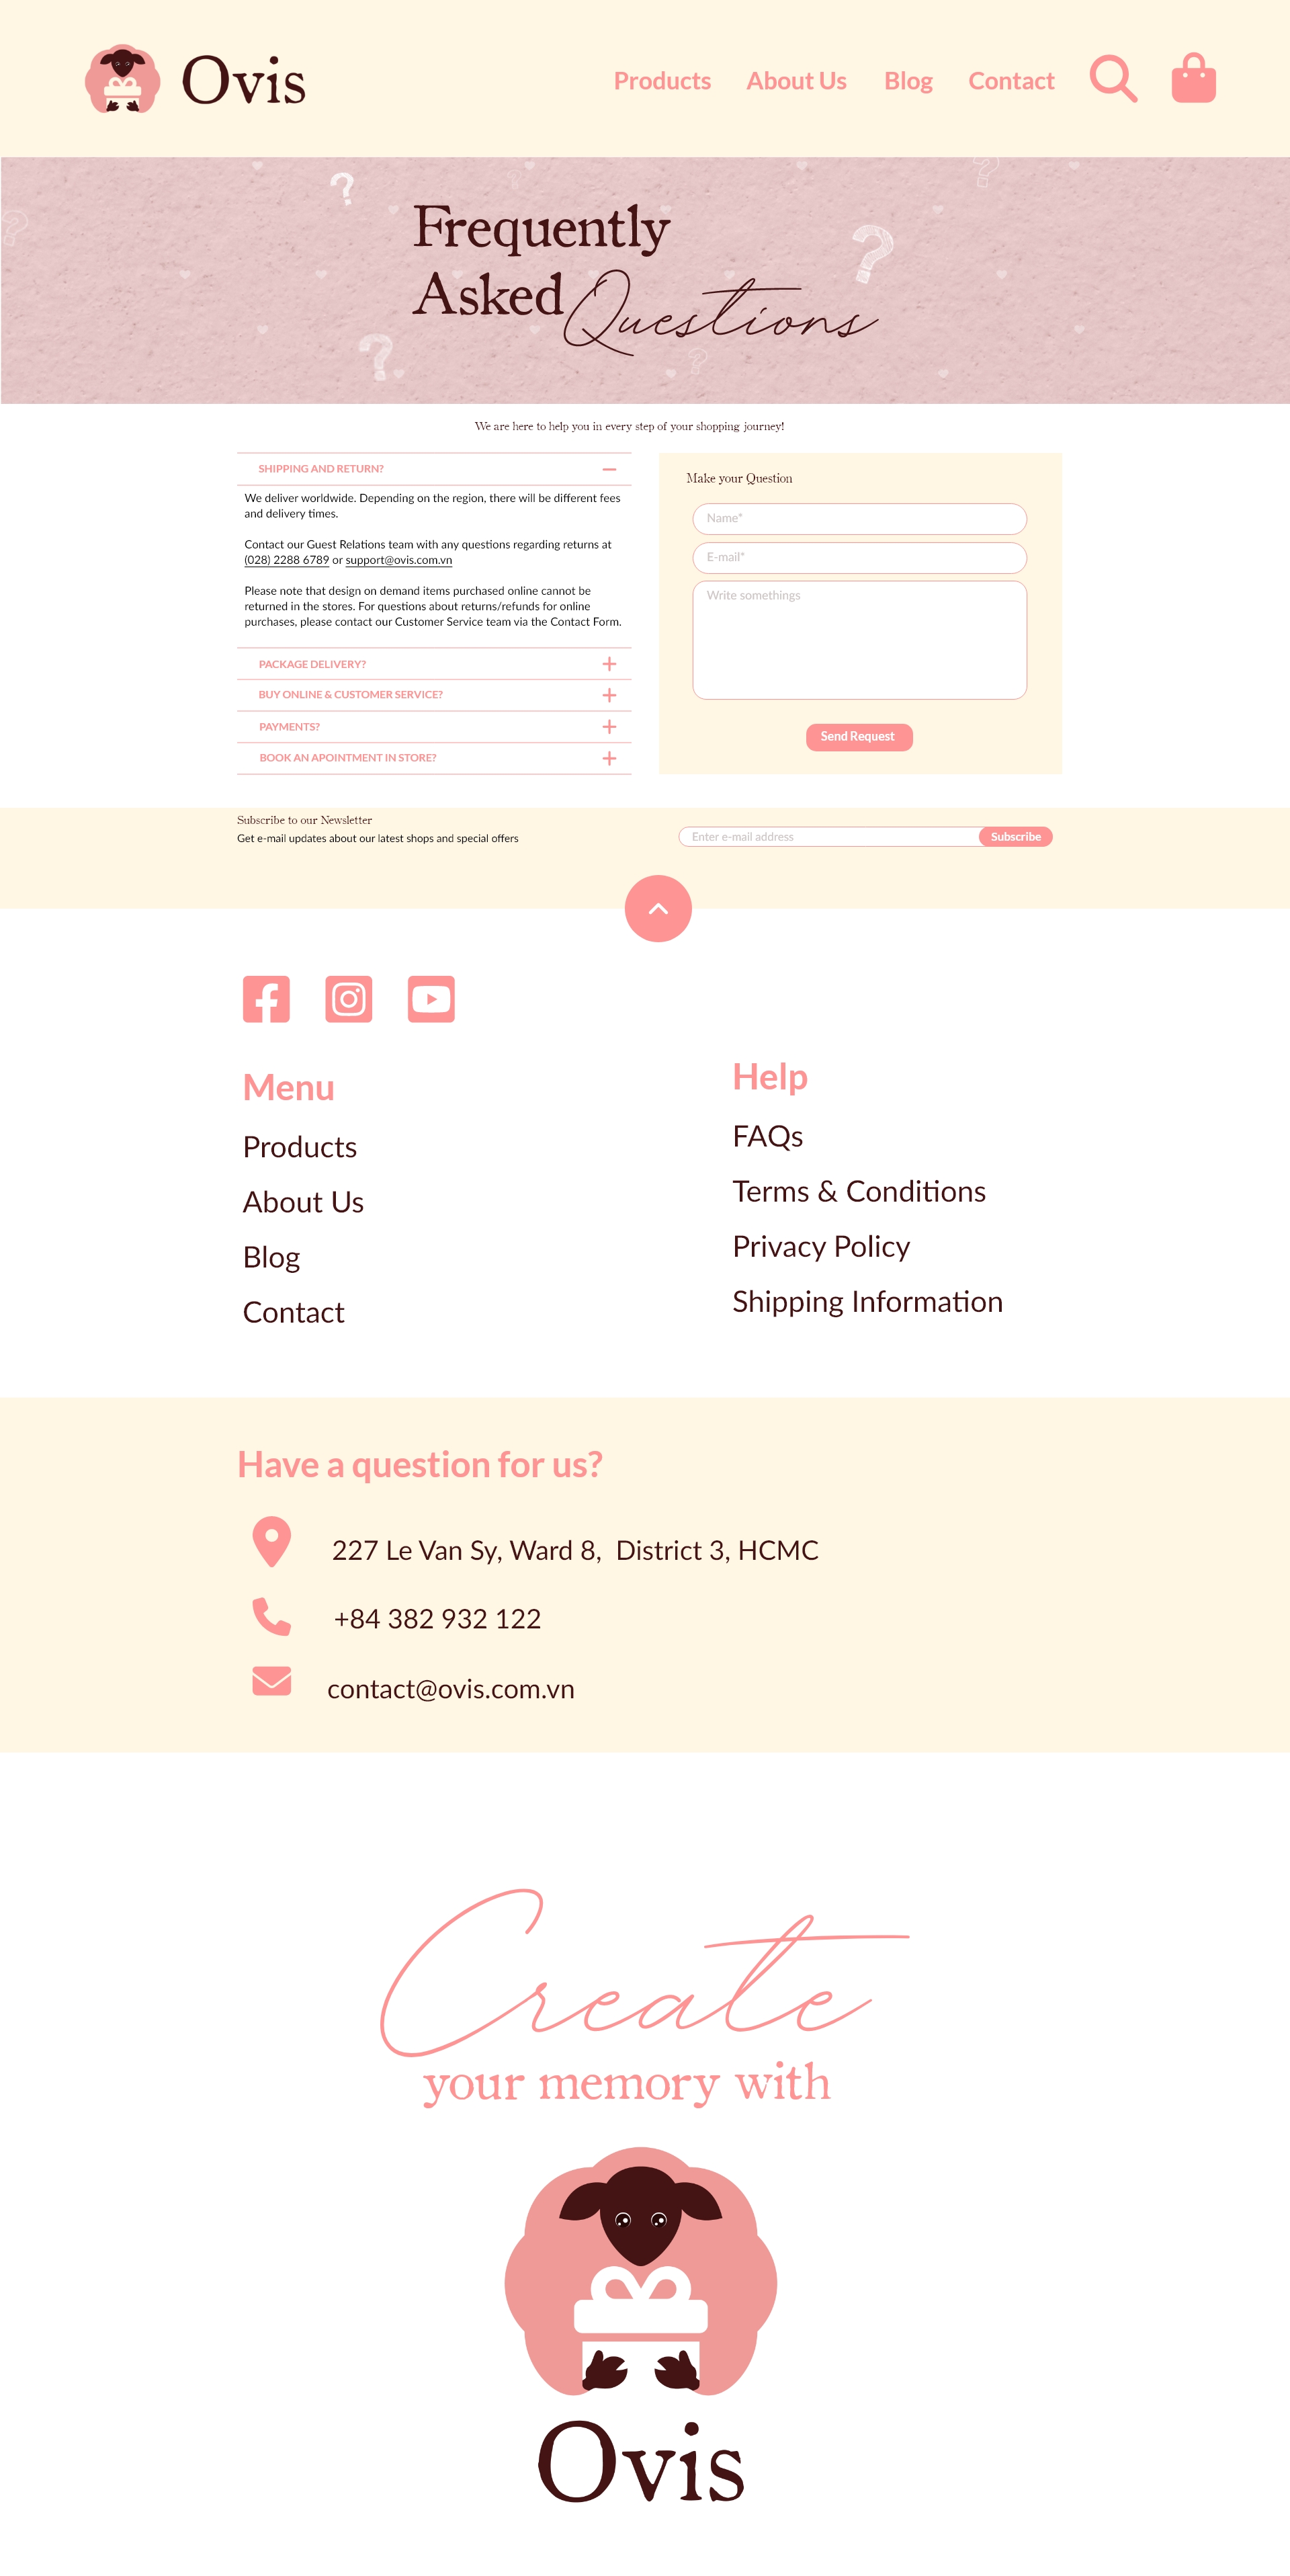 Ovis
Products About Us Blog Contact
Frequently
Asked Questions
We are here to help you in every step of your shopping journey!
SHIPPING AND RETURN?
We deliver worldwide. Depending on the region, there will be different fees
and delivery times.
Contact our Guest Relations team with any questions regarding returns at
(028) 2288 6789 or support@ovis.com.vn
Please note that design on demand items purchased online cannot be
returned in the stores. For questions about returns/refunds for online
purchases, please contact our Customer Service team via the Contact Form.
PACKAGE DELIVERY?
BUY ONLINE & CUSTOMER SERVICE?
PAYMENTS?
BOOK AN APOINTMENT IN STORE?
Make your Question
Name*
E-mail*
Write somethings
Send Request
Subscribe to our Newsletter
Get e-mail updates about our latest shops and special offers
Enter e-mail address
Subscribe
Menu
Products
About Us
Blog
Contact
Help
FAQs
Terms & Conditions
Privacy Policy
Shipping Information
Have a question for us?
227 Le Van Sy, Ward 8, District 3, HCMC
+84 382 932 122
contact@ovis.com.vn
Create
your memory with
Ovis